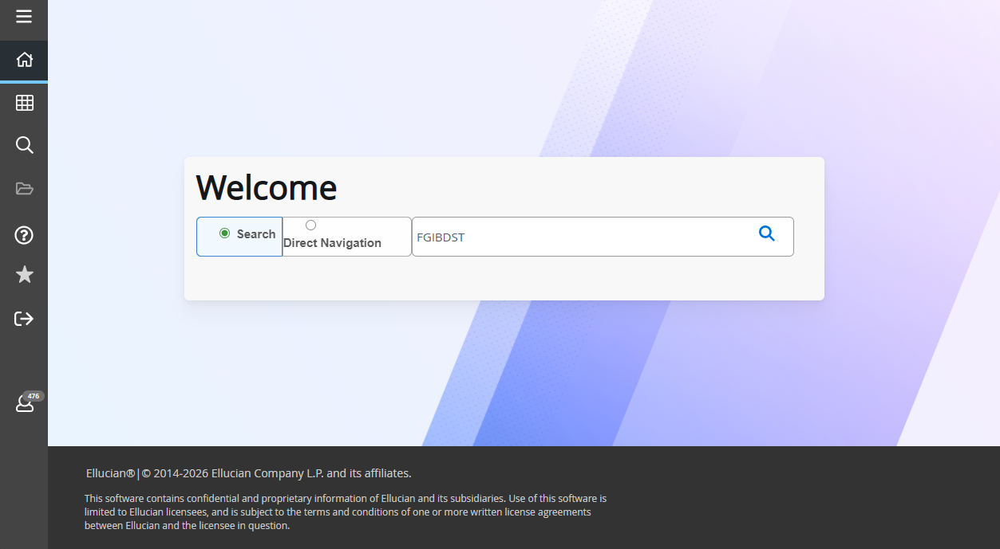 Welcome
Search
Direct Navigation
FGIBDST
476
Ellucian®|© 2014-2026 Ellucian Company L.P. and its affiliates.
This software contains confidential and proprietary information of Ellucian and its subsidiaries. Use of this software is
limited to Ellucian licensees, and is subject to the terms and conditions of one or more written license agreements
between Ellucian and the licensee in question.